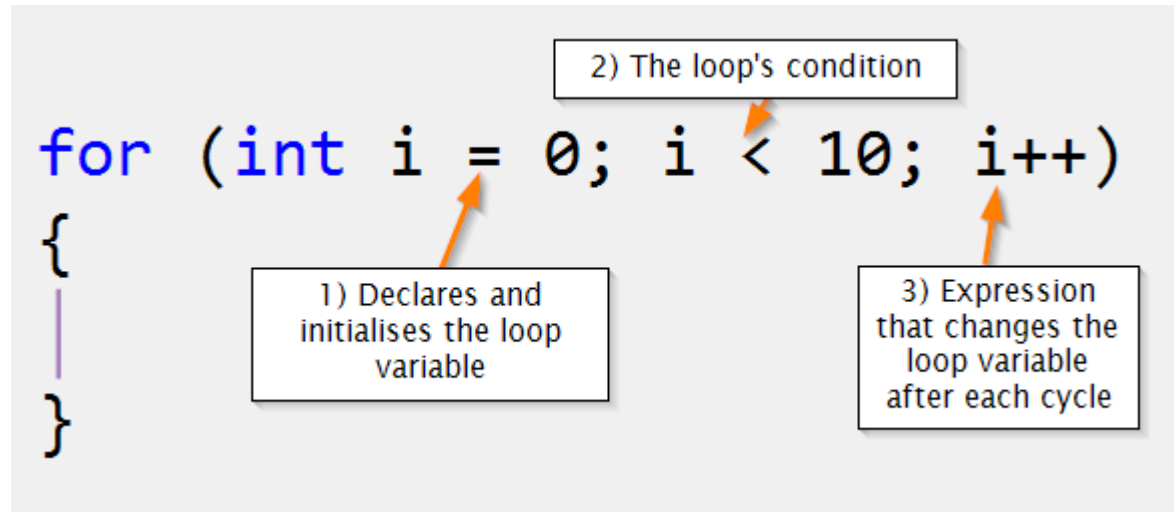 2) The loop's condition
for (int i = 0; i < 10; i++)
{
1) Declares and
initialises the loop
variable
3) Expression
that changes the
loop variable
after each cycle
}